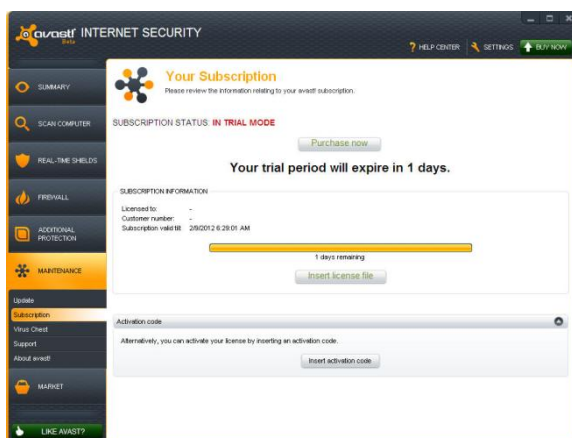 avast! INTERNET SECURITY
Beta
? HELP CENTER SETTINGS BUY NOW
SUMMARY
SCAN COMPUTER
REAL-TIME SHIELDS
FIREWALL
ADDITIONAL
PROTECTION
MAINTENANCE
Update
Subscription
Virus Chest
Support
About avast!
MARKET
LIKE AVAST?
Your Subscription
Please review the information relating to your avast! subscription.
SUBSCRIPTION STATUS: IN TRIAL MODE
Purchase now
Your trial period will expire in 1 days.
SUBSCRIPTION INFORMATION
Licensed to: -
Customer number: -
Subscription valid till: 2/9/2012 6:29:01 AM
1 days remaining
Insert license file
Activation code
Alternatively, you can activate your license by inserting an activation code.
Insert activation code